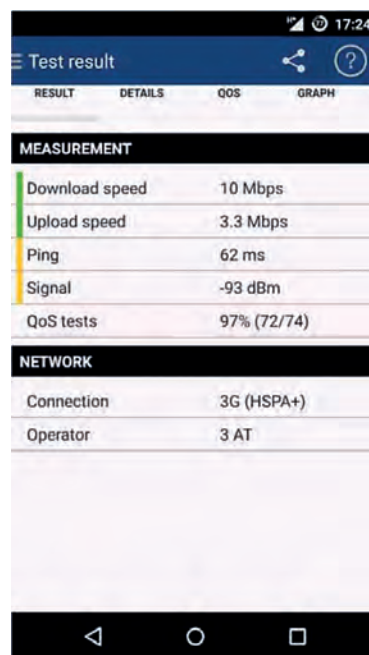 17:24
Test result ?
RESULT DETAILS QOS GRAPH
MEASUREMENT
Download speed 10 Mbps
Upload speed 3.3 Mbps
Ping 62 ms
Signal -93 dBm
QoS tests 97% (72/74)
NETWORK
Connection 3G (HSPA+)
Operator 3 AT